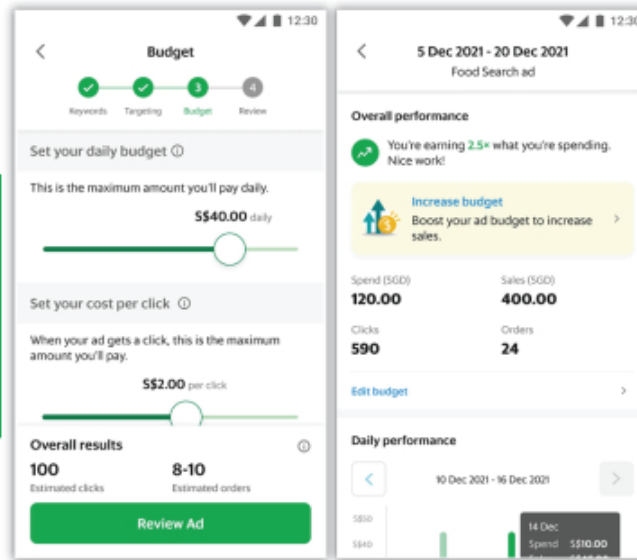 12:30
Budget
3
4
Keywords Targeting Budget Review
Set your daily budget
This is the maximum amount you'll pay daily.
S$40.00 daily
Set your cost per click
When your ad gets a click, this is the maximum
amount you'll pay.
S$2.00 per click
Overall results
100 8-10
Estimated clicks Estimated orders
Review Ad
12:30
5 Dec 2021 - 20 Dec 2021
Food Search ad
Overall performance
You're earning 2.5× what you're spending.
Nice work!
Increase budget
Boost your ad budget to increase
sales.
Spend (SGD) Sales (SGD)
120.00 400.00
Clicks Orders
590 24
Edit budget
Daily performance
10 Dec 2021 - 16 Dec 2021
S$50
S$40
14 Dec
Spend S$10.00